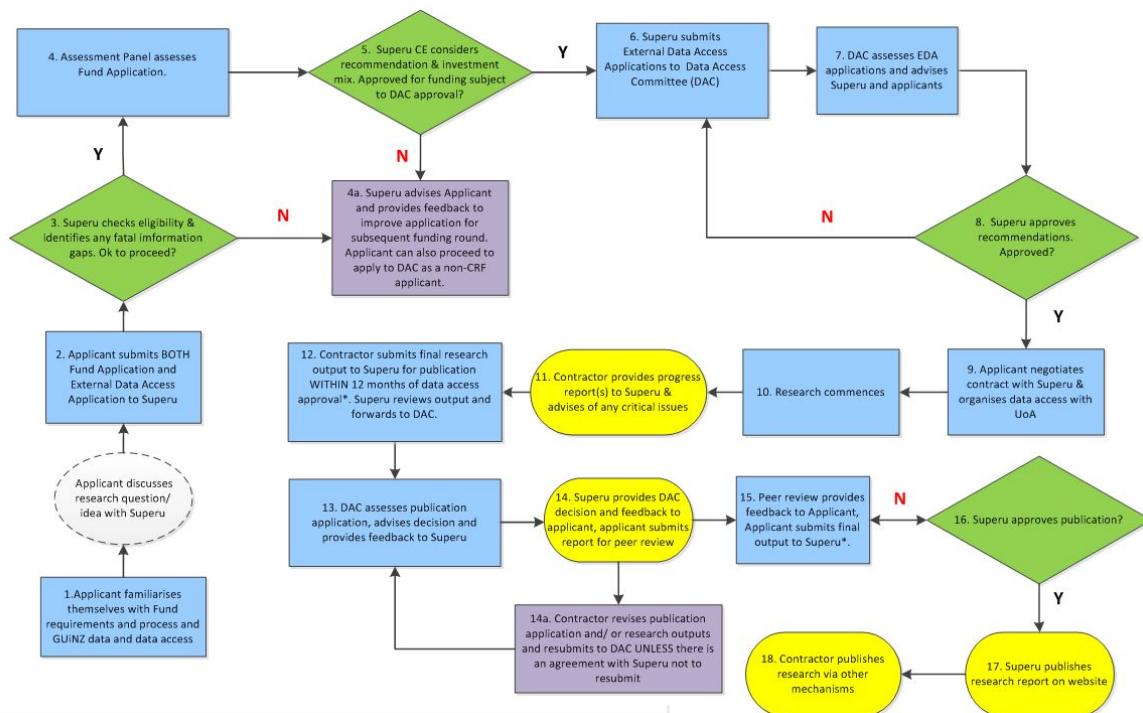 4. Assessment Panel assesses
Fund Application.
5. Superu CE considers
recommendation & investment
mix. Approved for funding subject
to DAC approval?
Y
6. Superu submits
External Data Access
Applications to Data Access
Committee (DAC)
7. DAC assesses EDA
applications and advises
Superu and applicants
Y
N
3. Superu checks eligibility &
identifies any fatal imformation
gaps. Ok to proceed?
N
4a. Superu advises Applicant
and provides feedback to
improve application for
subsequent funding round.
Applicant can also proceed to
apply to DAC as a non-CRF
applicant.
N
8. Superu approves
recommendations.
Approved?
Y
2. Applicant submits BOTH
Fund Application and
External Data Access
Application to Superu
12. Contractor submits final research
output to Superu for publication
WITHIN 12 months of data access
approval*. Superu reviews output and
forwards to DAC.
11. Contractor provides progress
report(s) to Superu &
advises of any critical issues
10. Research commences
9. Applicant negotiates
contract with Superu &
organises data access with
UoA
Applicant discusses
research question/
idea with Superu
13. DAC assesses publication
application, advises decision and
provides feedback to Superu
14. Superu provides DAC
decision and feedback to
applicant, applicant submits
report for peer review
15. Peer review provides
feedback to Applicant,
Applicant submits final
output to Superu*.
N
16. Superu approves publication?
Y
1.Applicant familiarises
themselves with Fund
requirements and process and
GUiNZ data and data access
14a. Contractor revises publication
application and/ or research outputs
and resubmits to DAC UNLESS there is
an agreement with Superu not to
resubmit
18. Contractor publishes
research via other
mechanisms
17. Superu publishes
research report on website